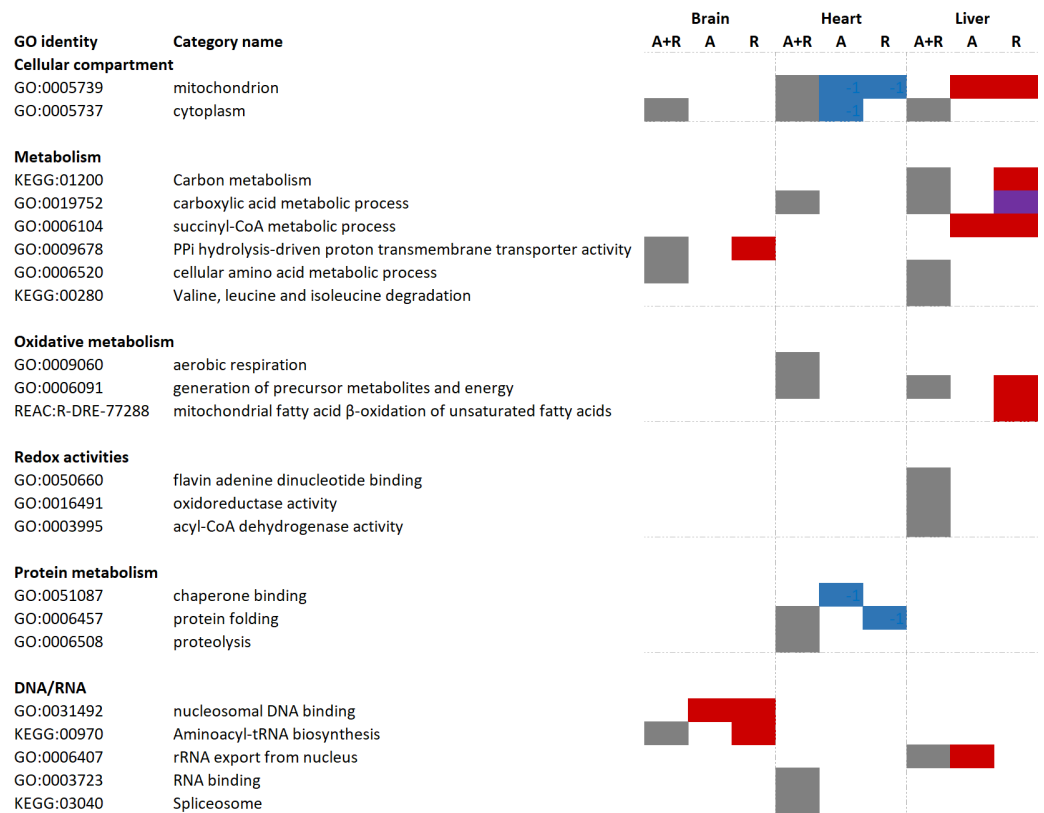 Brain Heart Liver
GO identity Category name A+R A R A+R A R A+R A R
Cellular compartment
GO:0005739 mitochondrion -1 -1
GO:0005737 cytoplasm -1
Metabolism
KEGG:01200 Carbon metabolism
GO:0019752 carboxylic acid metabolic process
GO:0006104 succinyl-CoA metabolic process
GO:0009678 PPi hydrolysis-driven proton transmembrane transporter activity
GO:0006520 cellular amino acid metabolic process
KEGG:00280 Valine, leucine and isoleucine degradation
Oxidative metabolism
GO:0009060 aerobic respiration
GO:0006091 generation of precursor metabolites and energy
REAC:R-DRE-77288 mitochondrial fatty acid β-oxidation of unsaturated fatty acids
Redox activities
GO:0050660 flavin adenine dinucleotide binding
GO:0016491 oxidoreductase activity
GO:0003995 acyl-CoA dehydrogenase activity
Protein metabolism
GO:0051087 chaperone binding -1
GO:0006457 protein folding -1
GO:0006508 proteolysis
DNA/RNA
GO:0031492 nucleosomal DNA binding
KEGG:00970 Aminoacyl-tRNA biosynthesis
GO:0006407 rRNA export from nucleus
GO:0003723 RNA binding
KEGG:03040 Spliceosome